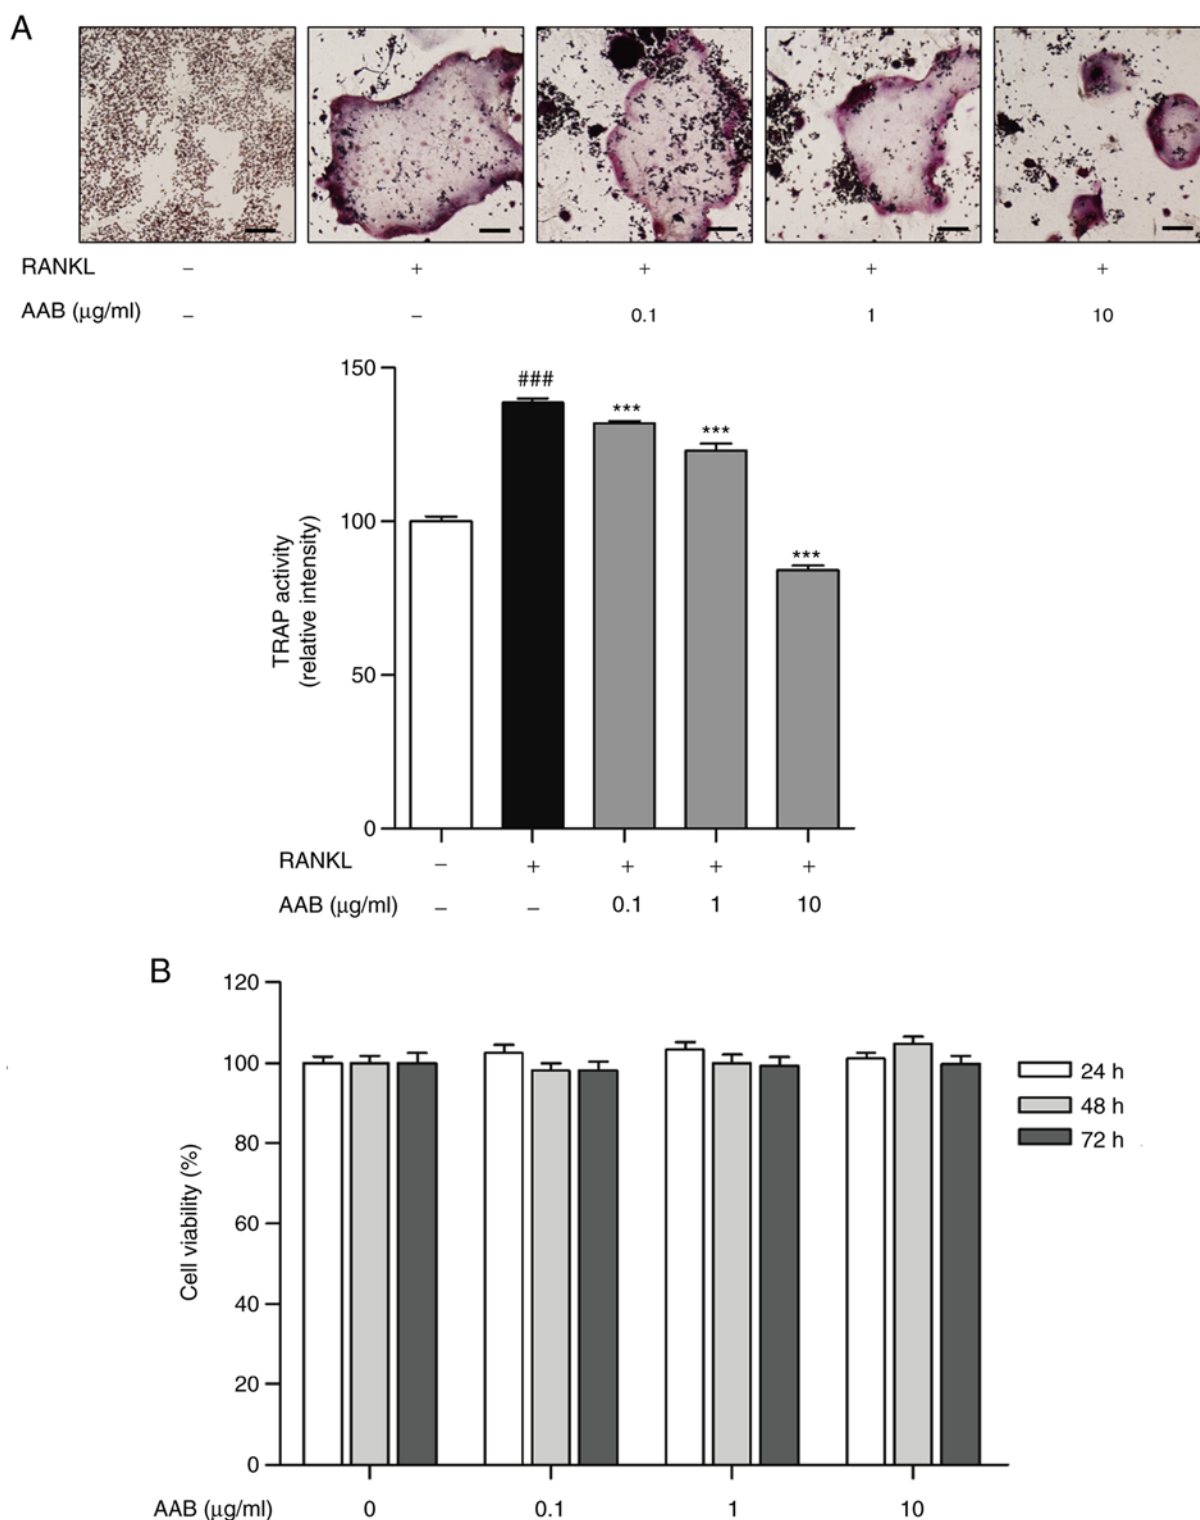 A
RANKL – + + + +
AAB (μg/ml) – – 0.1 1 10
150
###
***
***
100
***
TRAP activity
(relative intensity)
50
0
RANKL – + + + +
AAB (μg/ml) – – 0.1 1 10
B
120
100
24 h
48 h
80
72 h
Cell viability (%)
60
40
20
0
AAB (μg/ml) 0 0.1 1 10